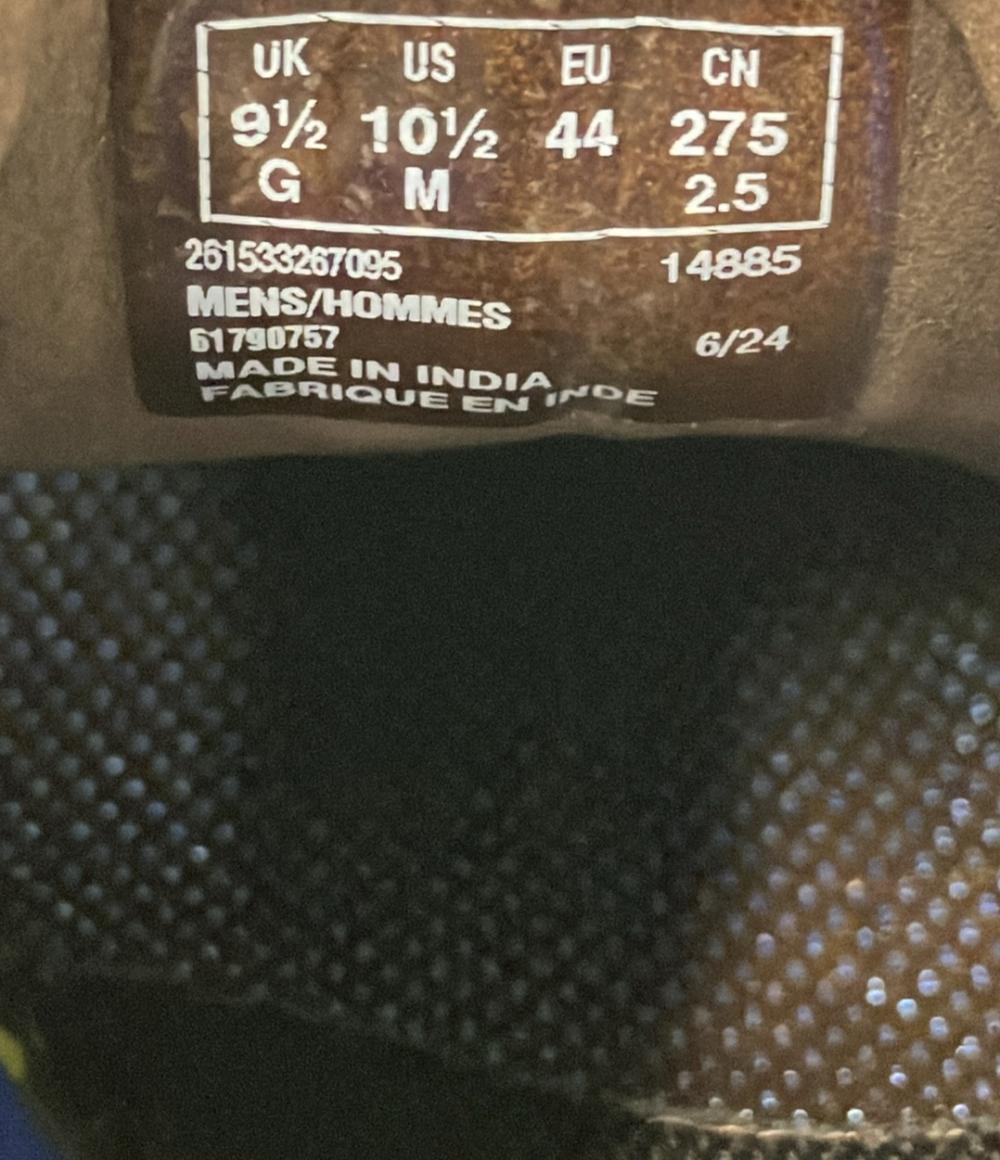 UK US EU CN
9½ 10½ 44 275
G M 2.5
261533267095 14885
MENS/HOMMES
61790757 6/24
MADE IN INDIA
FABRIQUE EN INDE